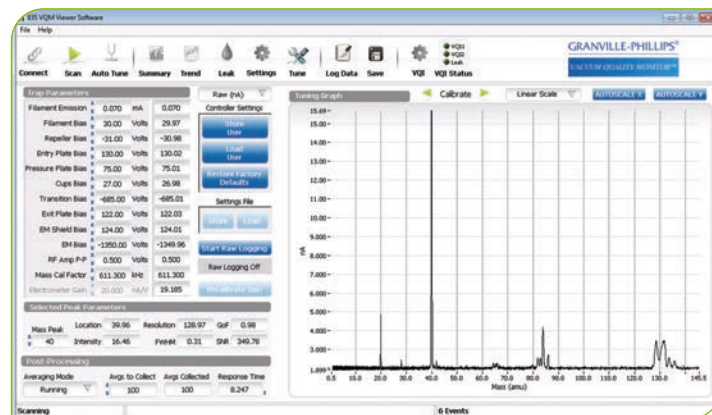 835 VQM Viewer Software
File Help
Connect Scan Auto Tune Summary Trend Leak Settings Tune Log Data Save VQI VQI Status
VQI1
VQI2
Leak
GRANVILLE-PHILLIPS®
VACUUM QUALITY MONITOR™
Trap Parameters
Filament Emission 0.070 mA 0.070
Filament Bias 30.00 Volts 29.97
Repeller Bias -31.00 Volts -30.98
Entry Plate Bias 130.00 Volts 130.02
Pressure Plate Bias 75.00 Volts 75.01
Cups Bias 27.00 Volts 26.98
Transition Bias -685.00 Volts -685.01
Exit Plate Bias 122.00 Volts 122.03
EM Shield Bias 124.00 Volts 124.01
EM Bias -1350.00 Volts -1349.96
RF Amp P-P 0.500 Volts 0.500
Mass Cal Factor 611.300 kHz 611.300
Electrometer Gain 20.000 nA/V 19.185
Raw (nA)
Controller Settings
Store
User
Load
User
Restore Factory
Defaults
Settings File
Store Load
Start Raw Logging
Raw Logging Off
Selected Peak Parameters
Mass Peak Location 39.96 Resolution 128.97 GoF 0.98
40 Intensity 16.46 FWHM 0.31 SNR 349.78
Post-Processing
Averaging Mode Avgs to Collect Avgs Collected Response Time
Running 100 100 8.247
Tuning Graph Calibrate Linear Scale AUTOSCALE X AUTOSCALE Y
15.69
15.00
14.00
13.00
12.00
11.00
10.00
9.000
8.000
7.000
6.000
5.000
4.000
3.000
1.899
nA
0.5 10.0 20.0 30.0 40.0 50.0 60.0 70.0 80.0 90.0 100.0 110.0 120.0 130.0 145.5
Mass (amu)
Scanning 6 Events